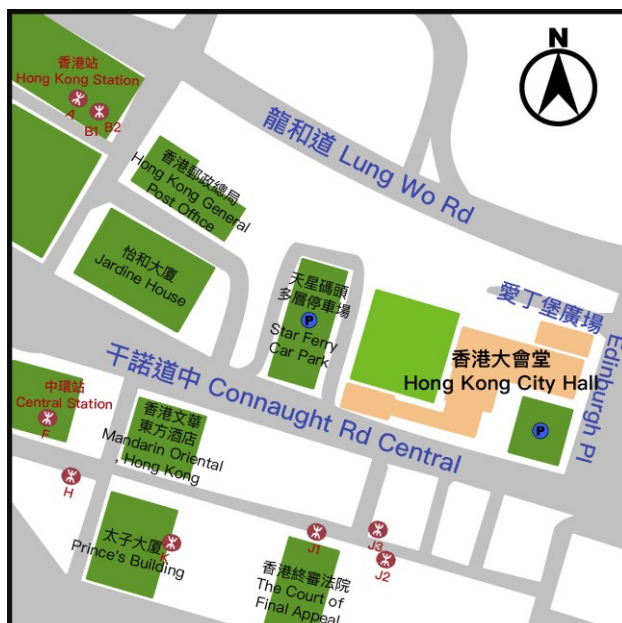 N
香港站
Hong Kong Station
A
B1
B2
龍和道 Lung Wo Rd
香港郵政總局
Hong Kong General
Post Office
怡和大廈
Jardine House
天星碼頭
多層停車場
P
Star Ferry
Car Park
愛丁堡廣場
Edinburgh Pl
香港大會堂
Hong Kong City Hall
P
干諾道中 Connaught Rd Central
中環站
Central Station
F
香港文華
東方酒店
Mandarin Oriental
, Hong Kong
H
太子大廈
Prince's Building
K
J1
J3
J2
香港終審法院
The Court of
Final Appeal